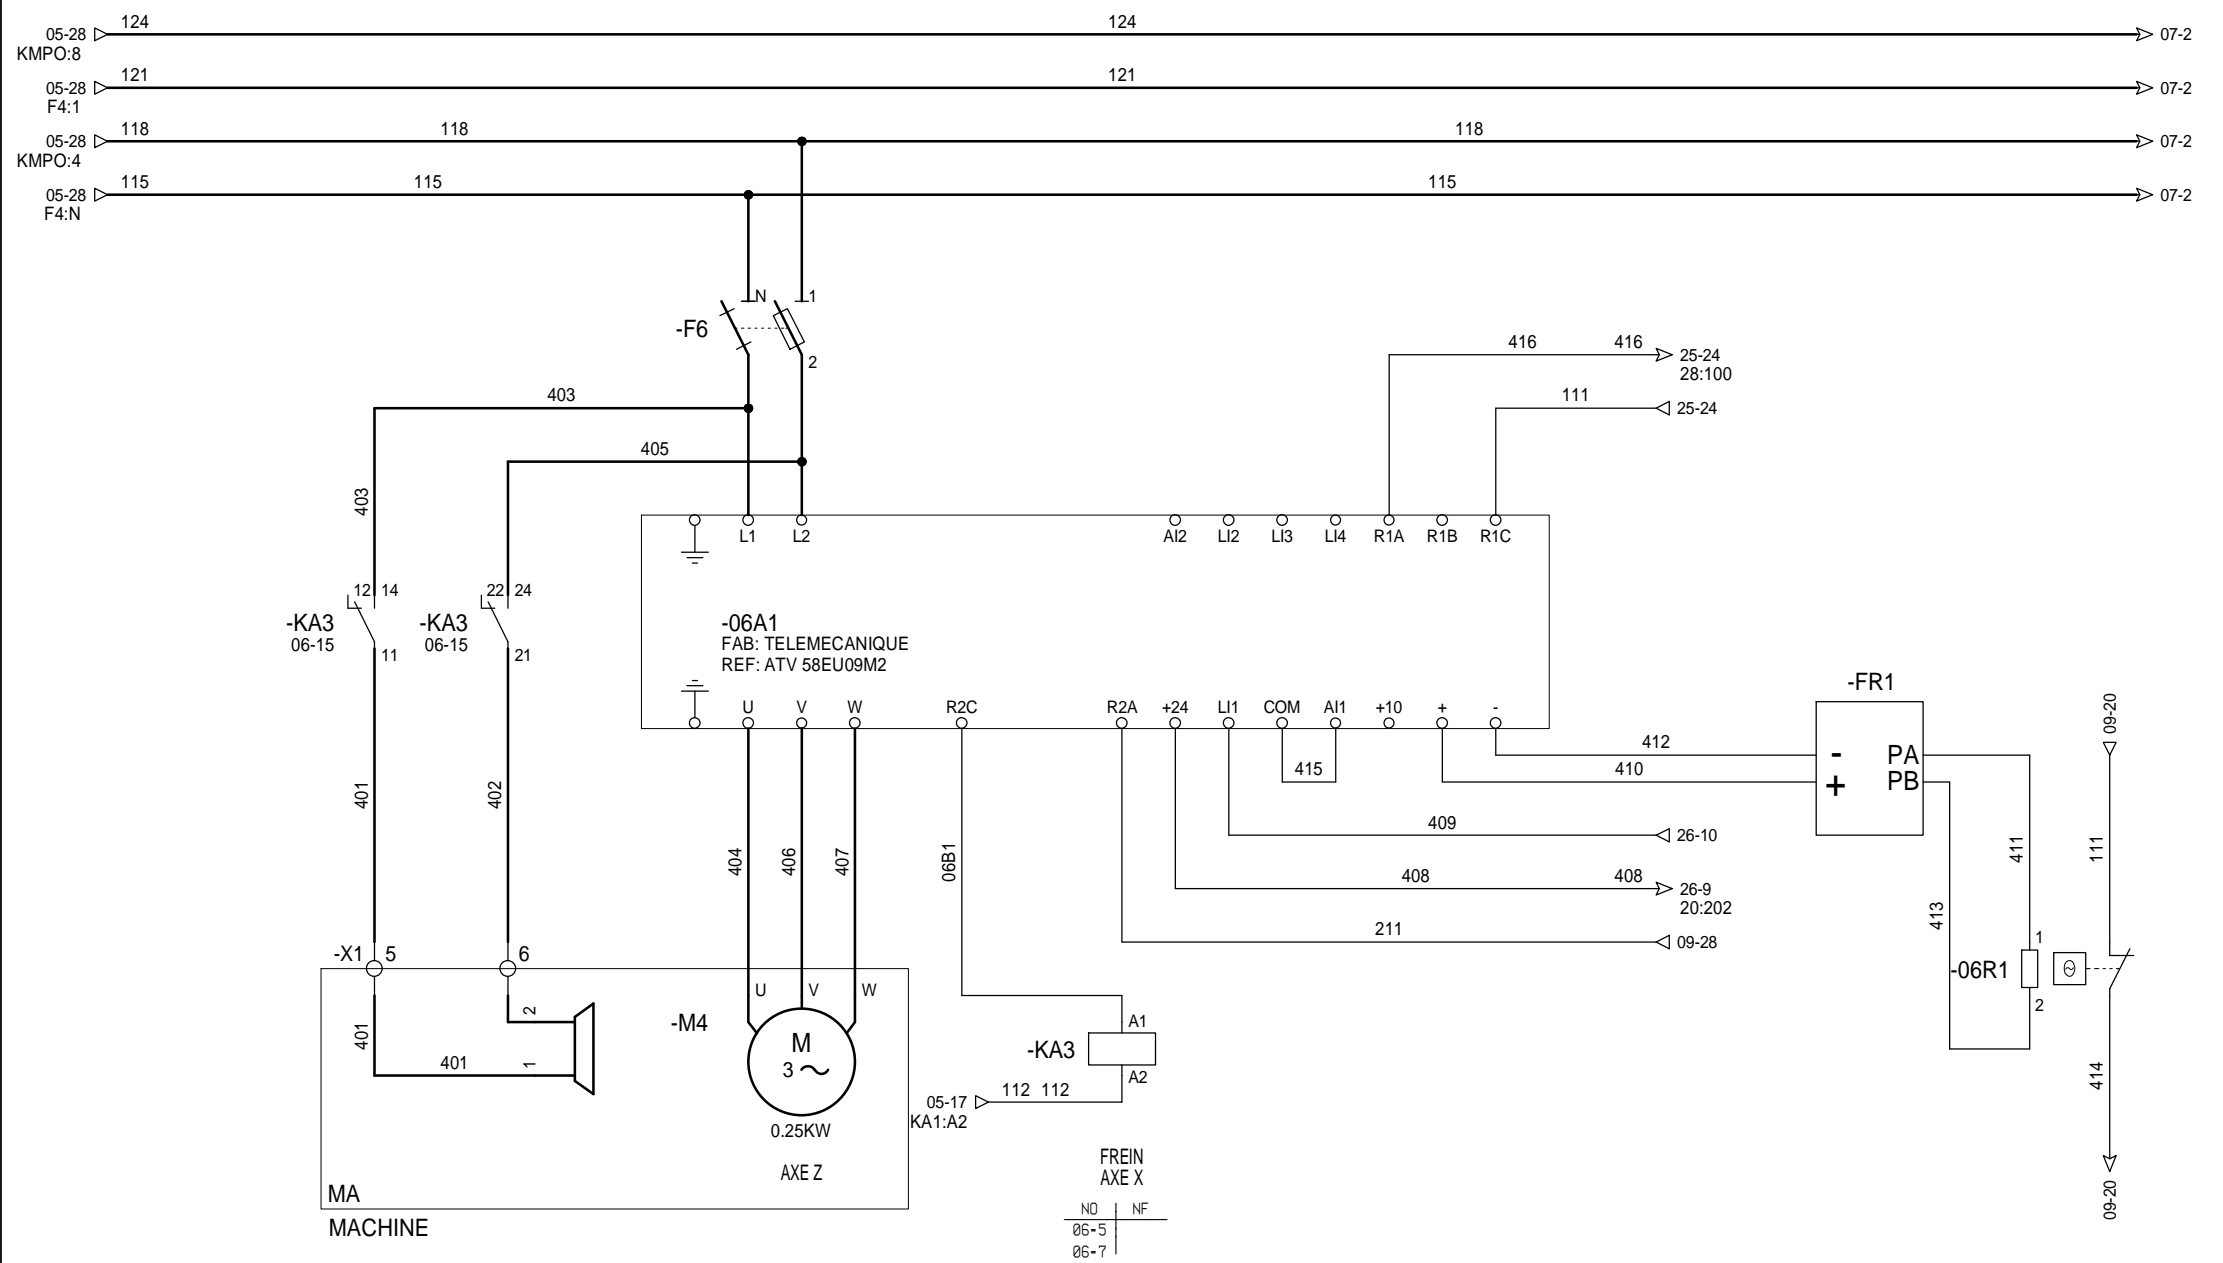 124 124
05-28 07-2
KMPO:8
121 121
05-28 07-2
F4:1
118 118 118
05-28 07-2
KMPO:4
115 115 115
05-28 07-2
F4:N
N 1
-F6
2
416 416
25-24
28:100
403 111
25-24
405
403
L1 L2 AI2 LI2 LI3 LI4 R1A R1B R1C
12 14 22 24
-KA3 -KA3
06-15 06-15
11 21
-06A1
FAB: TELEMECANIQUE
REF: ATV 58EU09M2
U V W R2C R2A +24 LI1 COM AI1 +10 + -
-FR1
09-20
412
- PA
415 410
+ PB
401 402
409
26-10
404 406 407 06B1 411 111
408 408 26-9
20:202
413
211
09-28
-X1 5 6
1
-06R1
2
U V W
401 2
-M4
M
3
A1
-KA3
A2
401 1
414
112 112
05-17
KA1:A2
0.25KW
AXE Z
FREIN
AXE X
MA
MACHINE
NO NF
06-5
06-7
09-20